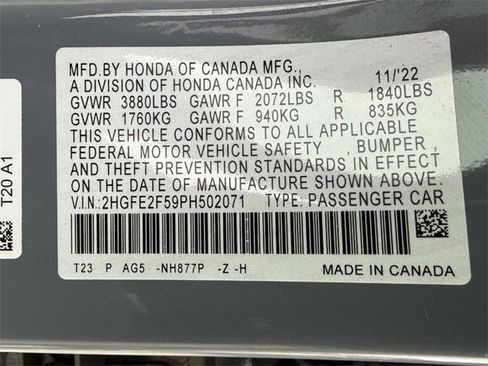 MFD.BY HONDA OF CANADA MFG.,
A DIVISION OF HONDA CANADA INC. 11/'22
GVWR 3880LBS GAWR F 2072LBS R 1840LBS
GVWR 1760KG GAWR F 940KG R 835KG
THIS VEHICLE CONFORMS TO ALL APPLICABLE
FEDERAL MOTOR VEHICLE SAFETY , BUMPER ,
AND THEFT PREVENTION STANDARDS IN EFFECT
ON THE DATE OF MANUFACTURE SHOWN ABOVE.
V.I.N.: 2HGFE2F59PH502071 TYPE: PASSENGER CAR
T23 P AG5 -NH877P -Z -H MADE IN CANADA
T20 A1